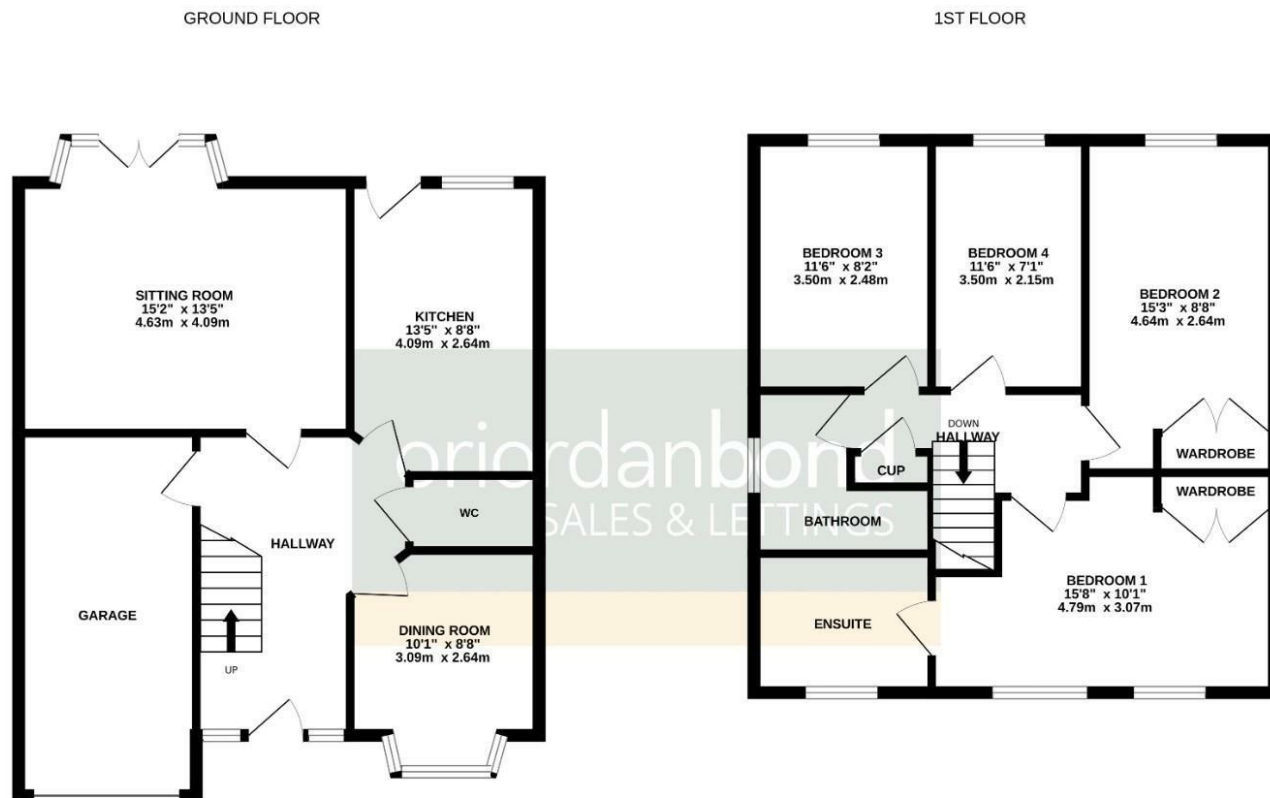 GROUND FLOOR
1ST FLOOR
SITTING ROOM
15'2" x 13'5"
4.63m x 4.09m
KITCHEN
13'5" x 8'8"
4.09m x 2.64m
WC
HALLWAY
GARAGE
UP
DINING ROOM
10'1" x 8'8"
3.09m x 2.64m
BEDROOM 3
11'6" x 8'2"
3.50m x 2.48m
BEDROOM 4
11'6" x 7'1"
3.50m x 2.15m
BEDROOM 2
15'3" x 8'8"
4.64m x 2.64m
DOWN
HALLWAY
CUP
WARDROBE
WARDROBE
BATHROOM
BEDROOM 1
15'8" x 10'1"
4.79m x 3.07m
ENSUITE
oriordanbond
SALES & LETTINGS